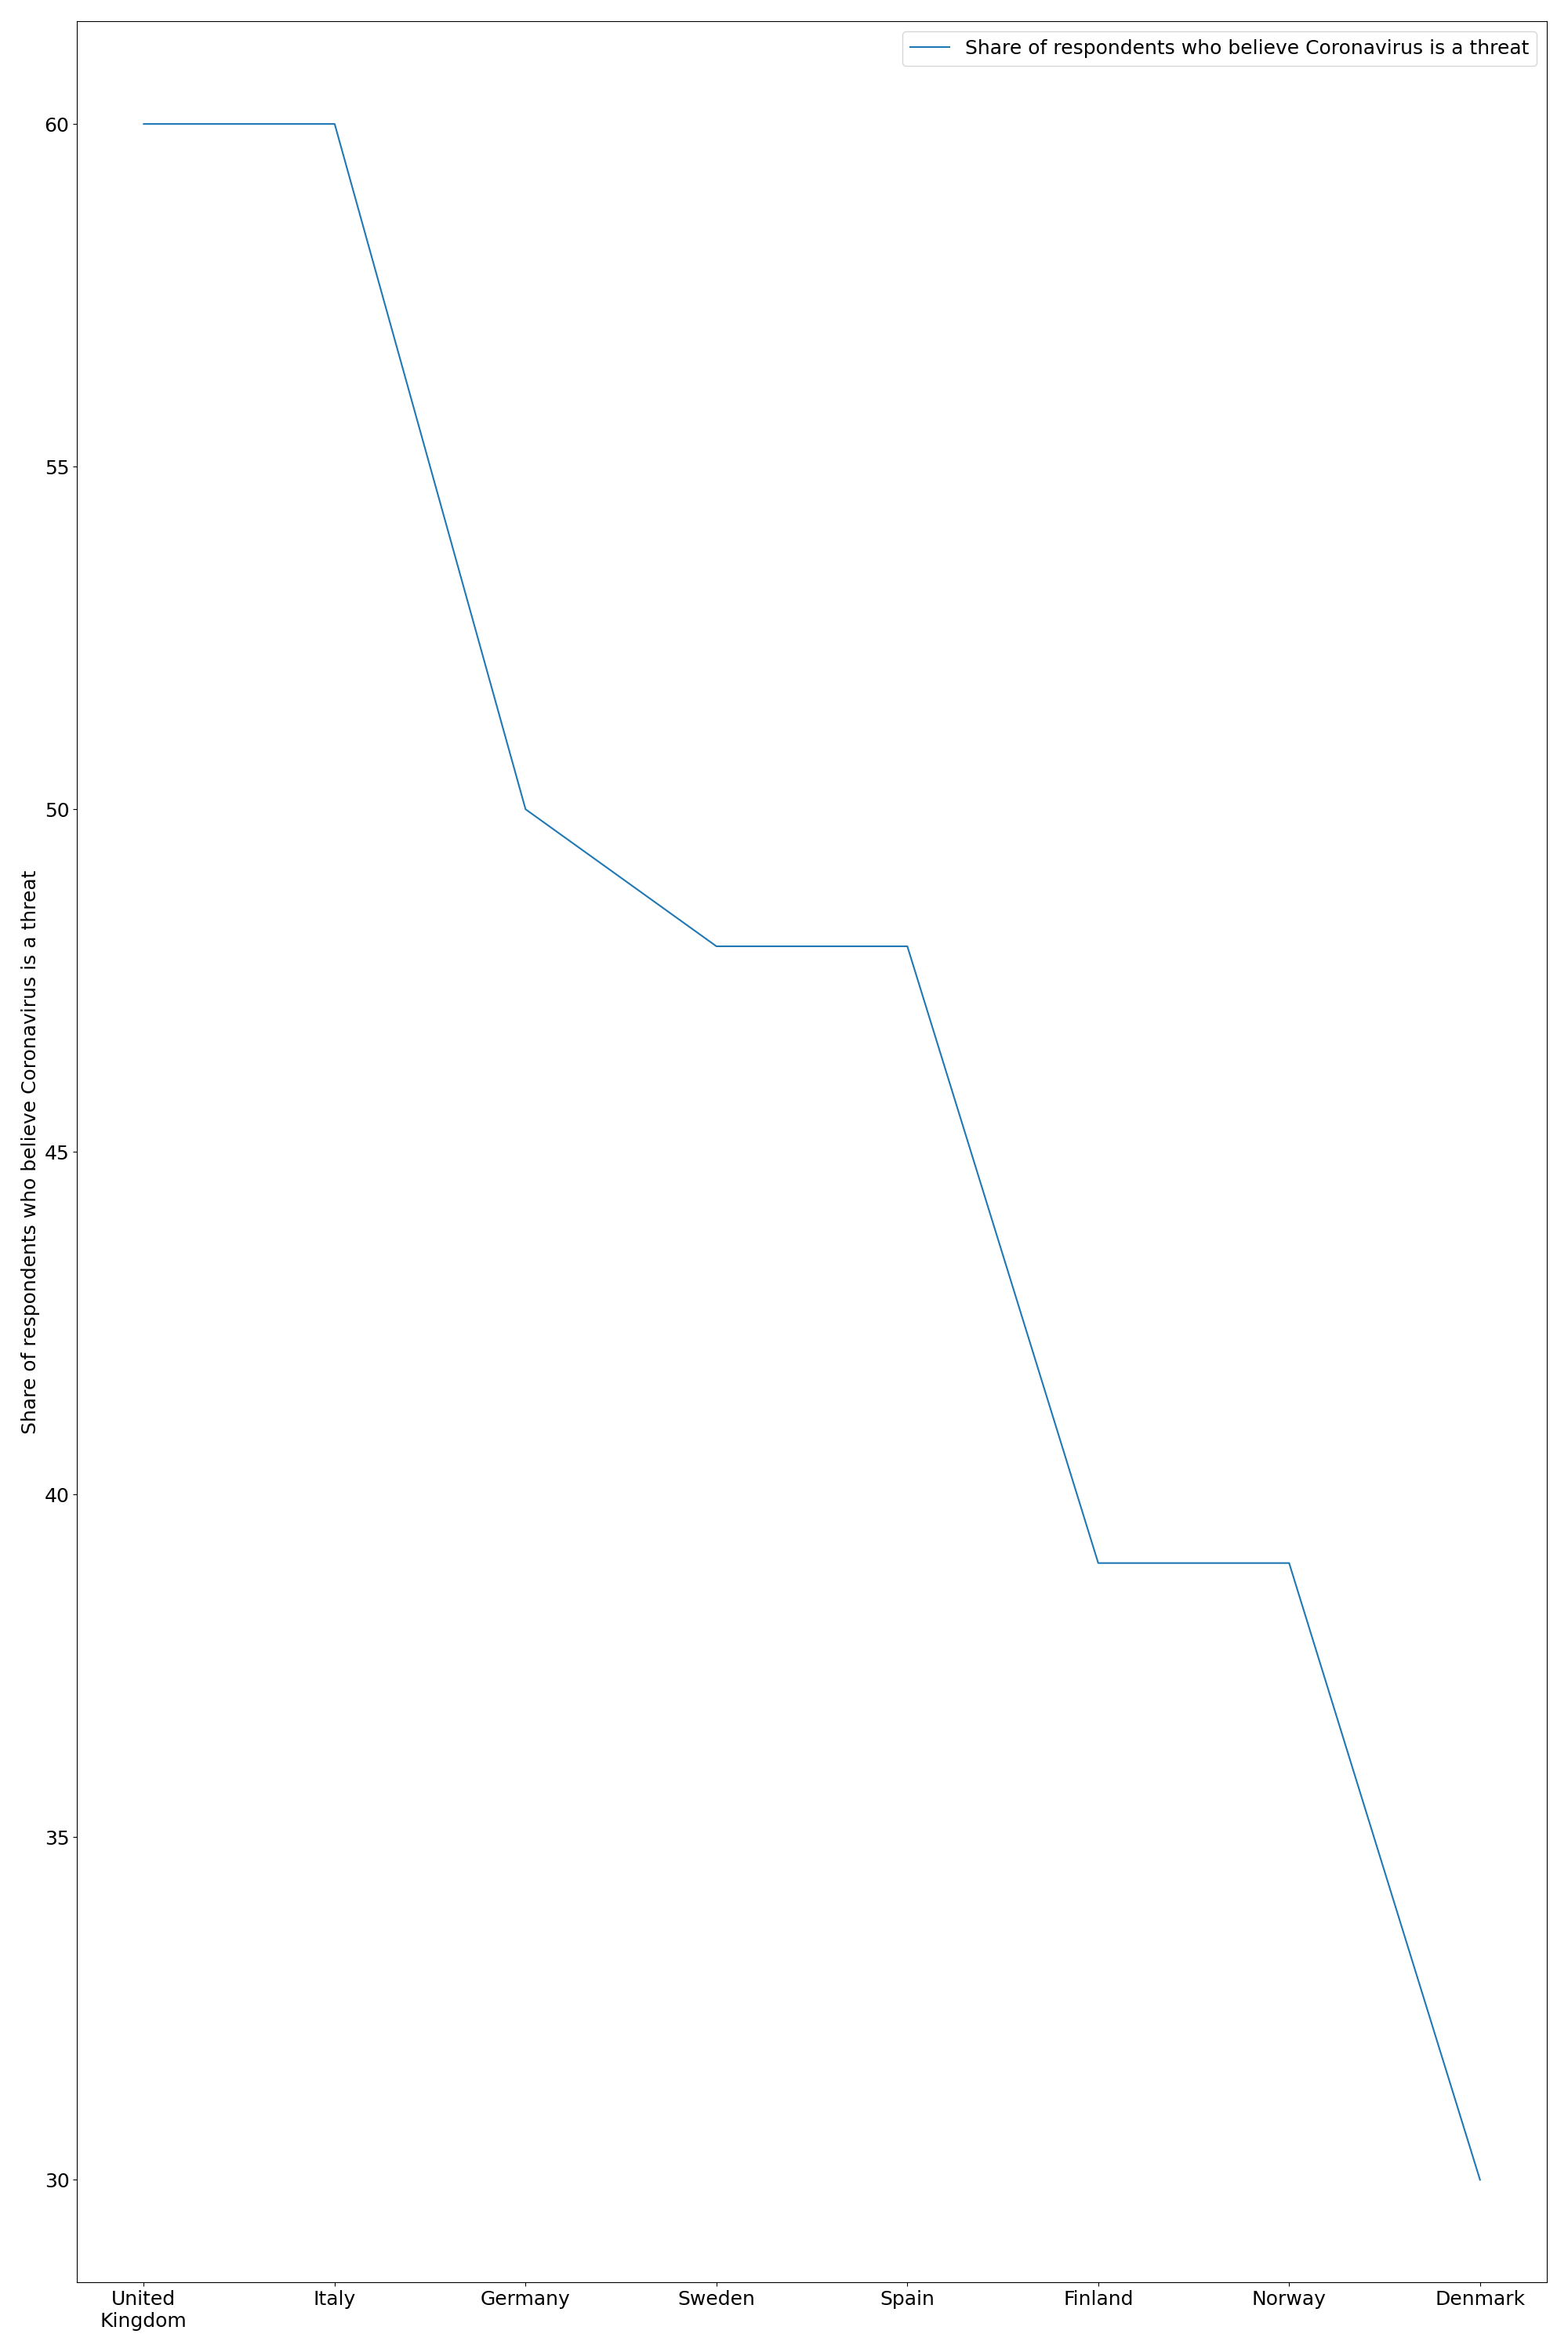 Share of respondents who believe Coronavirus is a threat
60
55
50
45
40
35
30
Share of respondents who believe Coronavirus is a threat
United
Kingdom
Italy
Germany
Sweden
Spain
Finland
Norway
Denmark